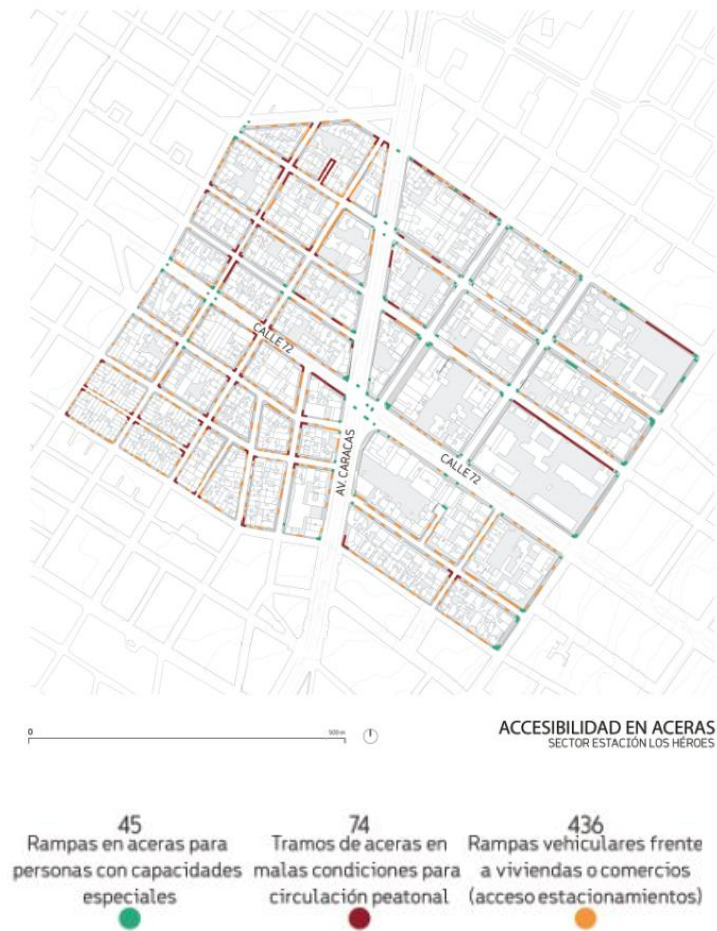 CALLE 72
AV. CARACAS
CALLE 72
0
500 m
ACCESIBILIDAD EN ACERAS
SECTOR ESTACIÓN LOS HÉROES
45
Rampas en aceras para
personas con capacidades
especiales
74
Tramos de aceras en
malas condiciones para
circulación peatonal
436
Rampas vehiculares frente
a viviendas o comercios
(acceso estacionamientos)